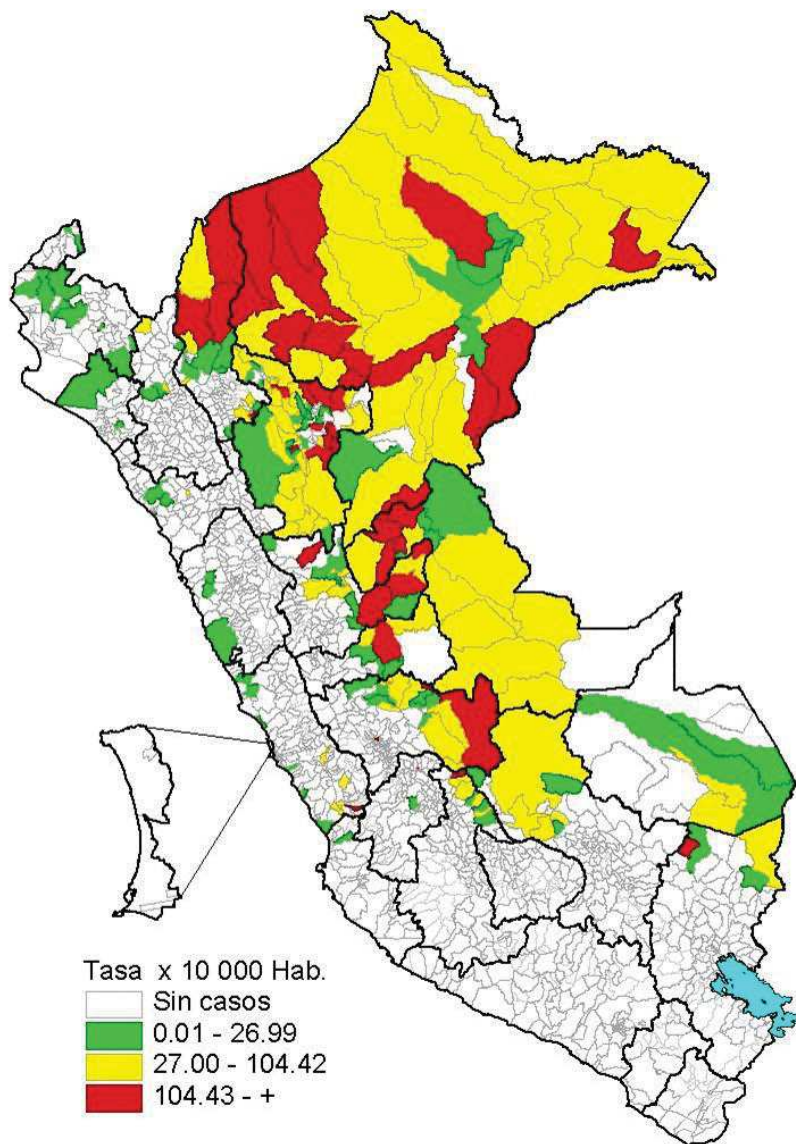 Tasa x 10 000 Hab.
Sin casos
0.01 - 26.99
27.00 - 104.42
104.43 - +